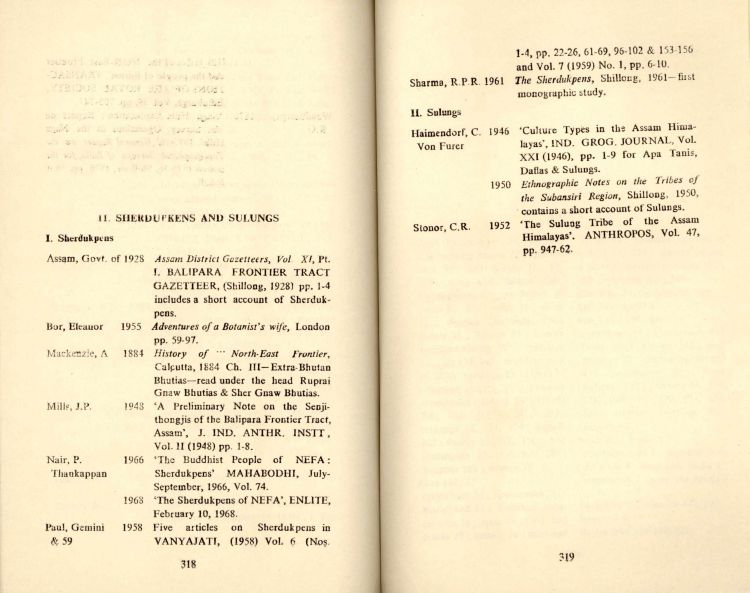 11. SHERDUKENS AND SULUNGS
I. Sherdukpens
Assam, Govt. of 1928 Assam District Gazetteers, Vol. XI, Pt.
I. BALIPARA FRONTIER TRACT
GAZETTEER, (Shillong, 1928) pp. 1-4
includes a short account of Sherduk-
pens.
Bor, Eleanor 1955 Adventures of a Botanist's wife, London
pp. 59-97.
Mackenzie, A 1884 History of ··· North-East Frontier,
Calcutta, 1884 Ch. III—Extra-Bhutan
Bhutias—read under the head Ruprai
Gnaw Bhutias & Sher Gnaw Bhutias.
Mills, J.P. 1948 'A Preliminary Note on the Senji-
thongjis of the Balipara Frontier Tract,
Assam', J. IND. ANTHR. INSTT,
Vol. II (1948) pp. 1-8.
Nair, P. 1966 'The Buddhist People of NEFA:
Thankappan Sherdukpens' MAHABODHI, July-
September, 1966, Vol. 74.
1968 'The Sherdukpens of NEFA', ENLITE,
February 10, 1968.
Paul, Gemini 1958 Five articles on Sherdukpens in
& 59 VANYAJATI, (1958) Vol. 6 (Nos.
318
1-4, pp. 22-26, 61-69, 96-102 & 153-156
and Vol. 7 (1959) No. 1, pp. 6-10.
Sharma, R.P.R. 1961 The Sherdukpens, Shillong, 1961—first
monographic study.
II. Sulungs
Haimendorf, C. 1946 'Culture Types in the Assam Hima-
Von Furer layas', IND. GROG. JOURNAL, Vol.
XXI (1946), pp. 1-9 for Apa Tanis,
Daflas & Sulungs.
1950 Ethnographic Notes on the Tribes of
the Subansiri Region, Shillong, 1950,
contains a short account of Sulungs.
Stonor, C.R. 1952 'The Sulung Tribe of the Assam
Himalayas'. ANTHROPOS, Vol. 47,
pp. 947-62.
319